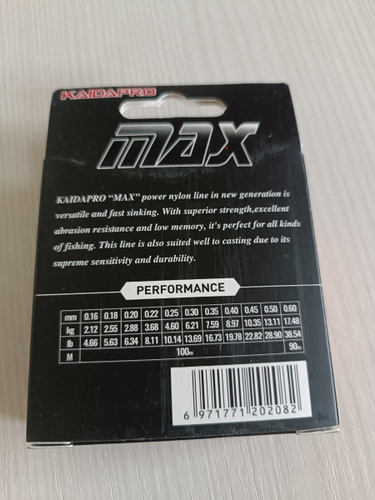 KAIDAPRO
MAX
KAIDAPRO "MAX" power nylon line in new generation is
versatile and fast sinking. With superior strength,excellent
abrasion resistance and low memory, it's perfect for all kinds
of fishing. This line is also suited well to casting due to its
supreme sensitivity and durability.
PERFORMANCE
mm 0.16 0.18 0.20 0.22 0.25 0.30 0.35 0.40 0.45 0.50 0.60
kg 2.12 2.55 2.88 3.68 4.60 6.21 7.59 8.97 10.35 13.11 17.48
lb 4.66 5.63 6.34 8.11 10.14 13.69 16.73 19.78 22.82 28.90 38.54
M 100m 90m
6 971771 202082